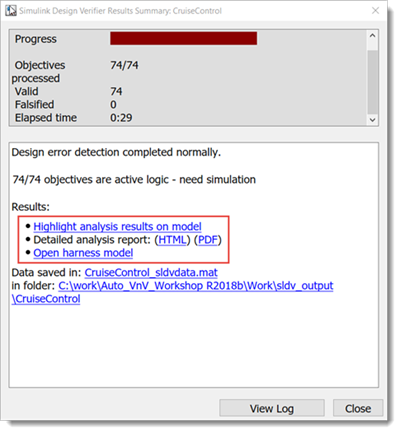 Simulink Design Verifier Results Summary: CruiseControl
Progress
Objectives processed 74/74
Valid 74
Falsified 0
Elapsed time 0:29
Design error detection completed normally.
74/74 objectives are active logic - need simulation
Results:
• Highlight analysis results on model
• Detailed analysis report: (HTML) (PDF)
• Open harness model
Data saved in: CruiseControl_sldvdata.mat
in folder: C:\work\Auto_VnV_Workshop R2018b\Work\sldv_output
\CruiseControl
View Log Close